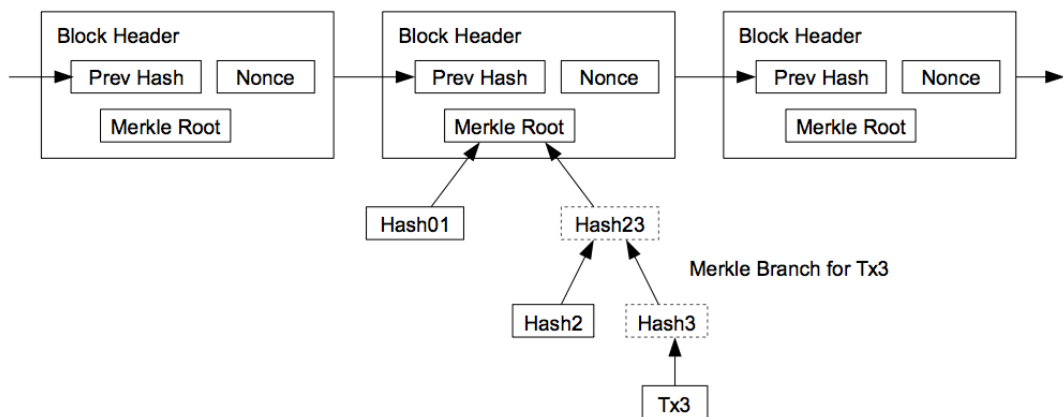 Block Header
Prev Hash
Nonce
Merkle Root
Block Header
Prev Hash
Nonce
Merkle Root
Block Header
Prev Hash
Nonce
Merkle Root
Hash01
Hash23
Merkle Branch for Tx3
Hash2
Hash3
Tx3